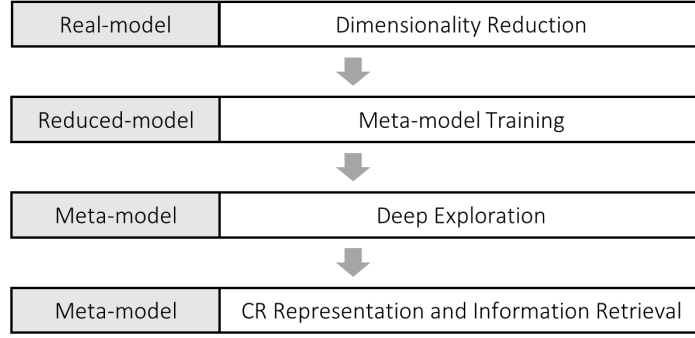 Real-model Dimensionality Reduction
Reduced-model Meta-model Training
Meta-model Deep Exploration
Meta-model CR Representation and Information Retrieval